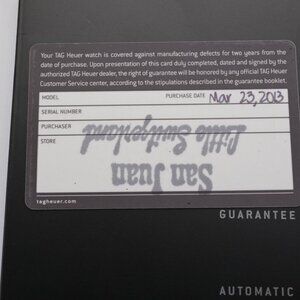 Your TAG Heuer watch is covered against manufacturing defects for two years from the
date of purchase. Upon presentation of this card duly completed, dated and signed by the
authorized TAG Heuer dealer, the right of guarantee will be honored by any official TAG Heuer
Customer Service center, according to the stipulations described in the guarantee booklet.
MODEL PURCHASE DATE Mar 23, 2013
SERIAL NUMBER
PURCHASER
STORE
Little Switzerland
San Juan
tagheuer.com
GUARANTEE
AUTOMATIC